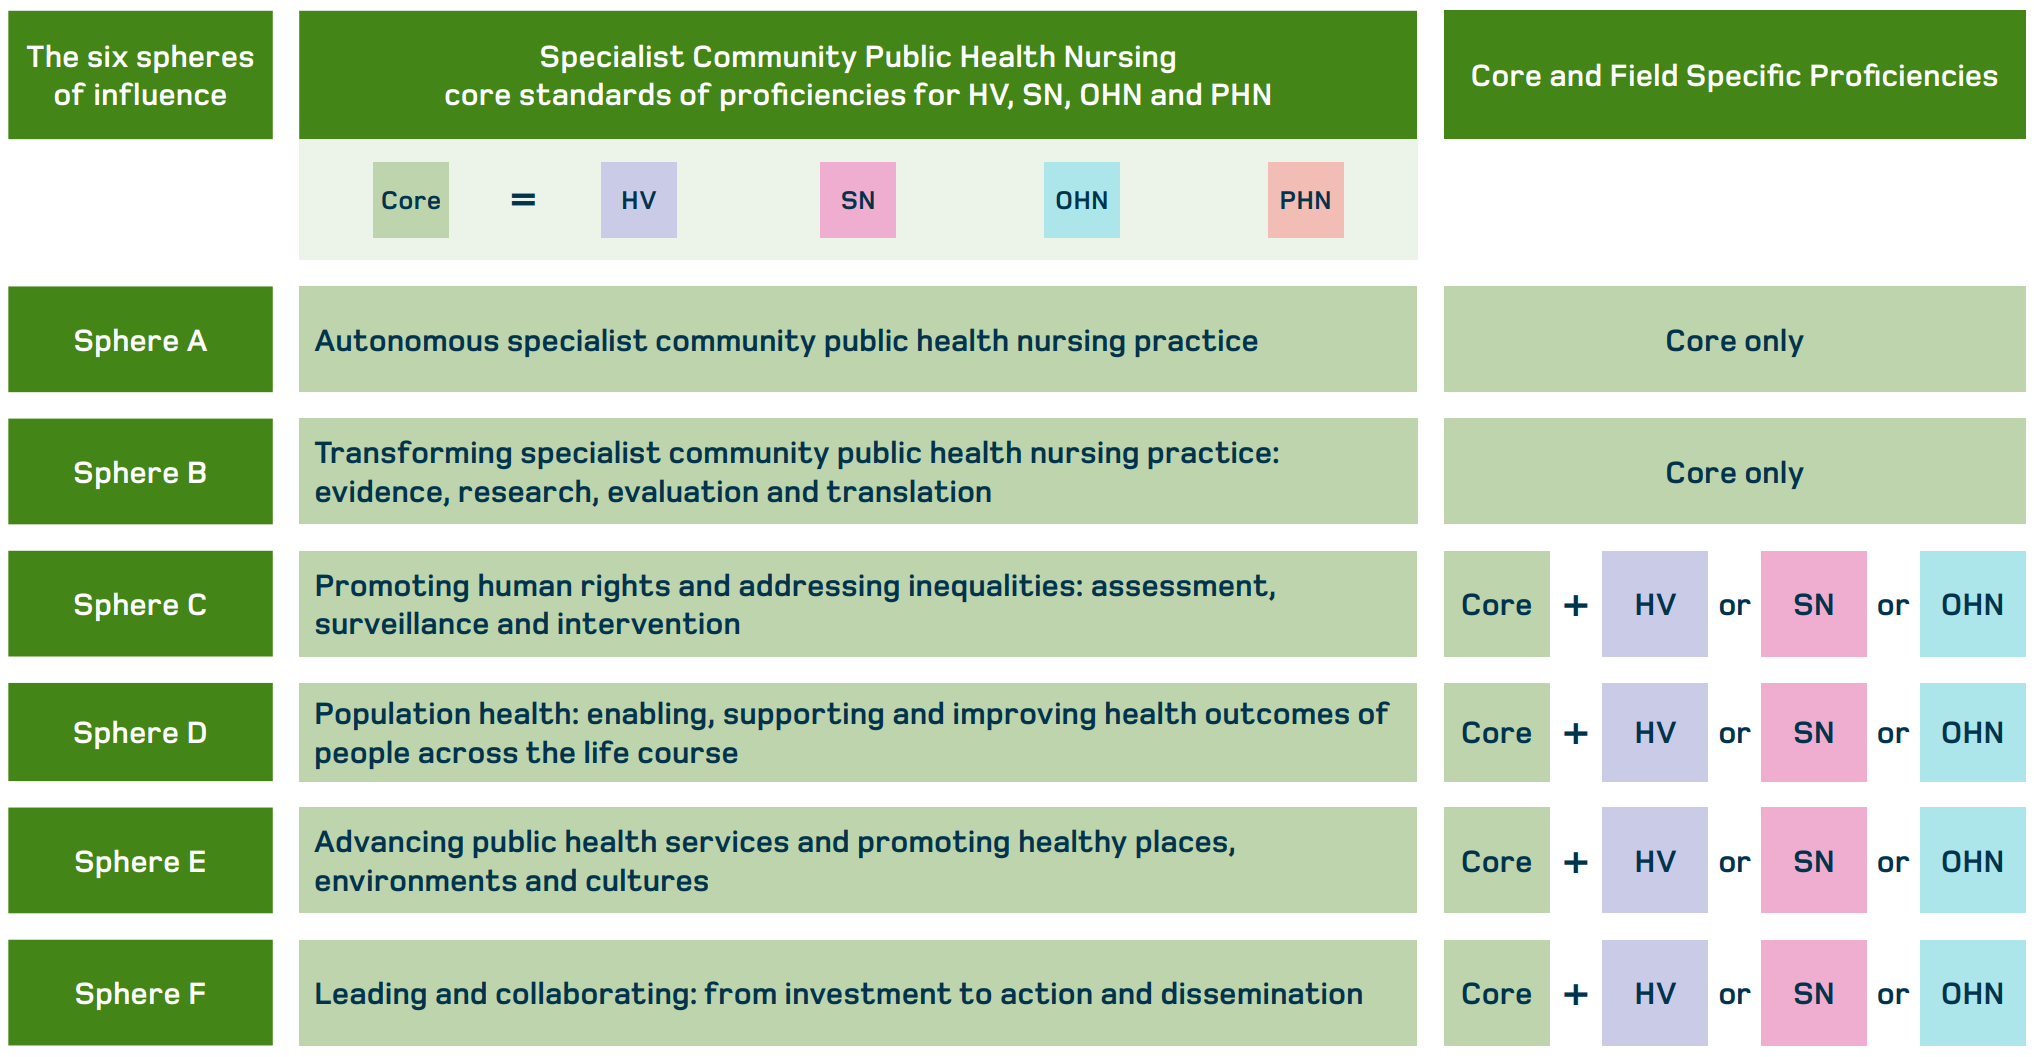 The six spheres
of influence
Specialist Community Public Health Nursing
core standards of proficiencies for HV, SN, OHN and PHN
Core and Field Specific Proficiencies
Core = HV SN OHN PHN
Sphere A
Autonomous specialist community public health nursing practice
Core only
Sphere B
Transforming specialist community public health nursing practice:
evidence, research, evaluation and translation
Core only
Sphere C
Promoting human rights and addressing inequalities: assessment,
surveillance and intervention
Core + HV or SN or OHN
Sphere D
Population health: enabling, supporting and improving health outcomes of
people across the life course
Core + HV or SN or OHN
Sphere E
Advancing public health services and promoting healthy places,
environments and cultures
Core + HV or SN or OHN
Sphere F
Leading and collaborating: from investment to action and dissemination
Core + HV or SN or OHN